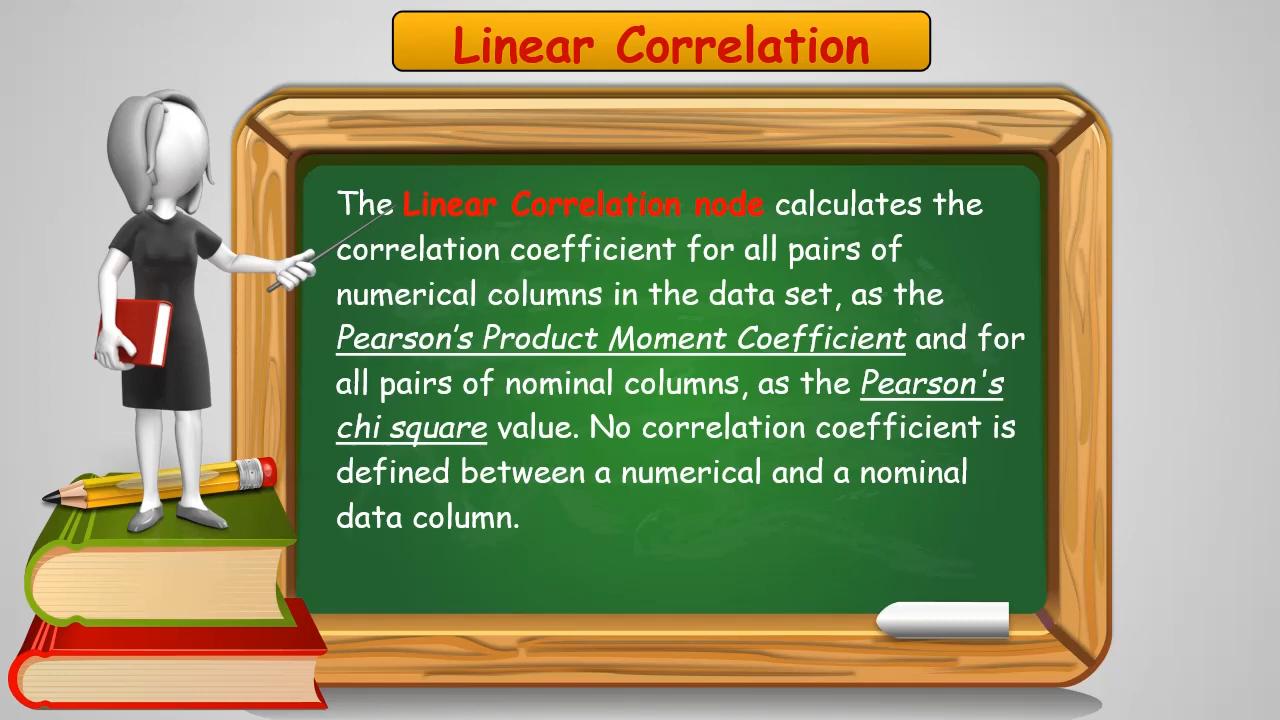 Linear Correlation
The Linear Correlation node calculates the
correlation coefficient for all pairs of
numerical columns in the data set, as the
Pearson’s Product Moment Coefficient and for
all pairs of nominal columns, as the Pearson's
chi square value. No correlation coefficient is
defined between a numerical and a nominal
data column.